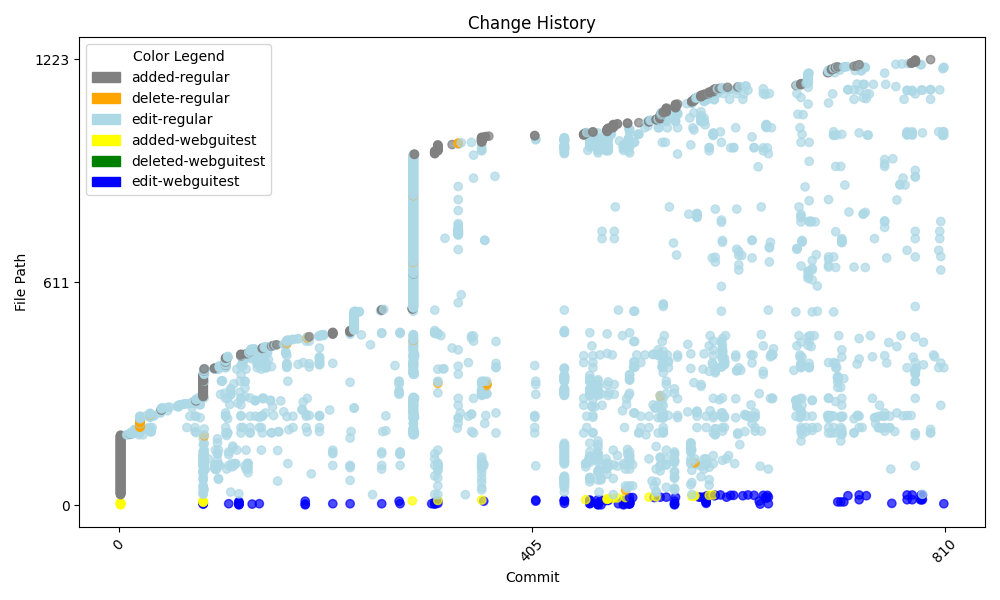 Change History
Color Legend
added-regular
delete-regular
edit-regular
added-webguitest
deleted-webguitest
edit-webguitest
1223
611
0
File Path
0
405
810
Commit